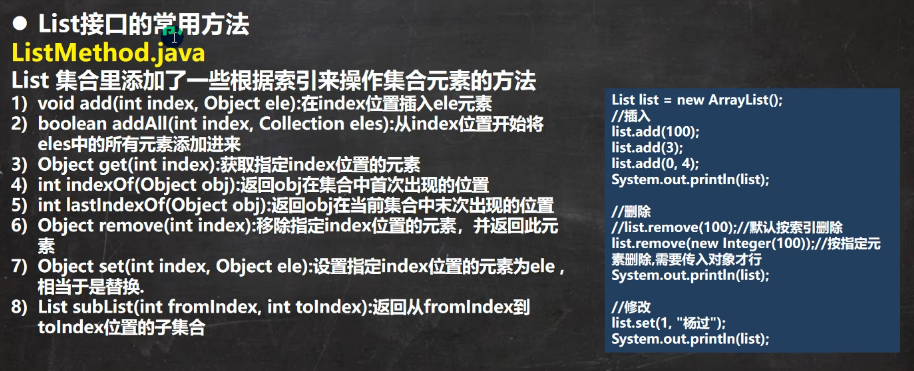 ● List接口的常用方法
ListMethod.java
List 集合里添加了一些根据索引来操作集合元素的方法
1) void add(int index, Object ele):在index位置插入ele元素
2) boolean addAll(int index, Collection eles):从index位置开始将
eles中的所有元素添加进来
3) Object get(int index):获取指定index位置的元素
4) int indexOf(Object obj):返回obj在集合中首次出现的位置
5) int lastIndexOf(Object obj):返回obj在当前集合中末次出现的位置
6) Object remove(int index):移除指定index位置的元素，并返回此元
素
7) Object set(int index, Object ele):设置指定index位置的元素为ele ,
相当于是替换.
8) List subList(int fromIndex, int toIndex):返回从fromIndex到
toIndex位置的子集合
List list = new ArrayList();
//插入
list.add(100);
list.add(3);
list.add(0, 4);
System.out.println(list);
//删除
//list.remove(100);//默认按索引删除
list.remove(new Integer(100));//按指定元
素删除,需要传入对象才行
System.out.println(list);
//修改
list.set(1, "杨过");
System.out.println(list);